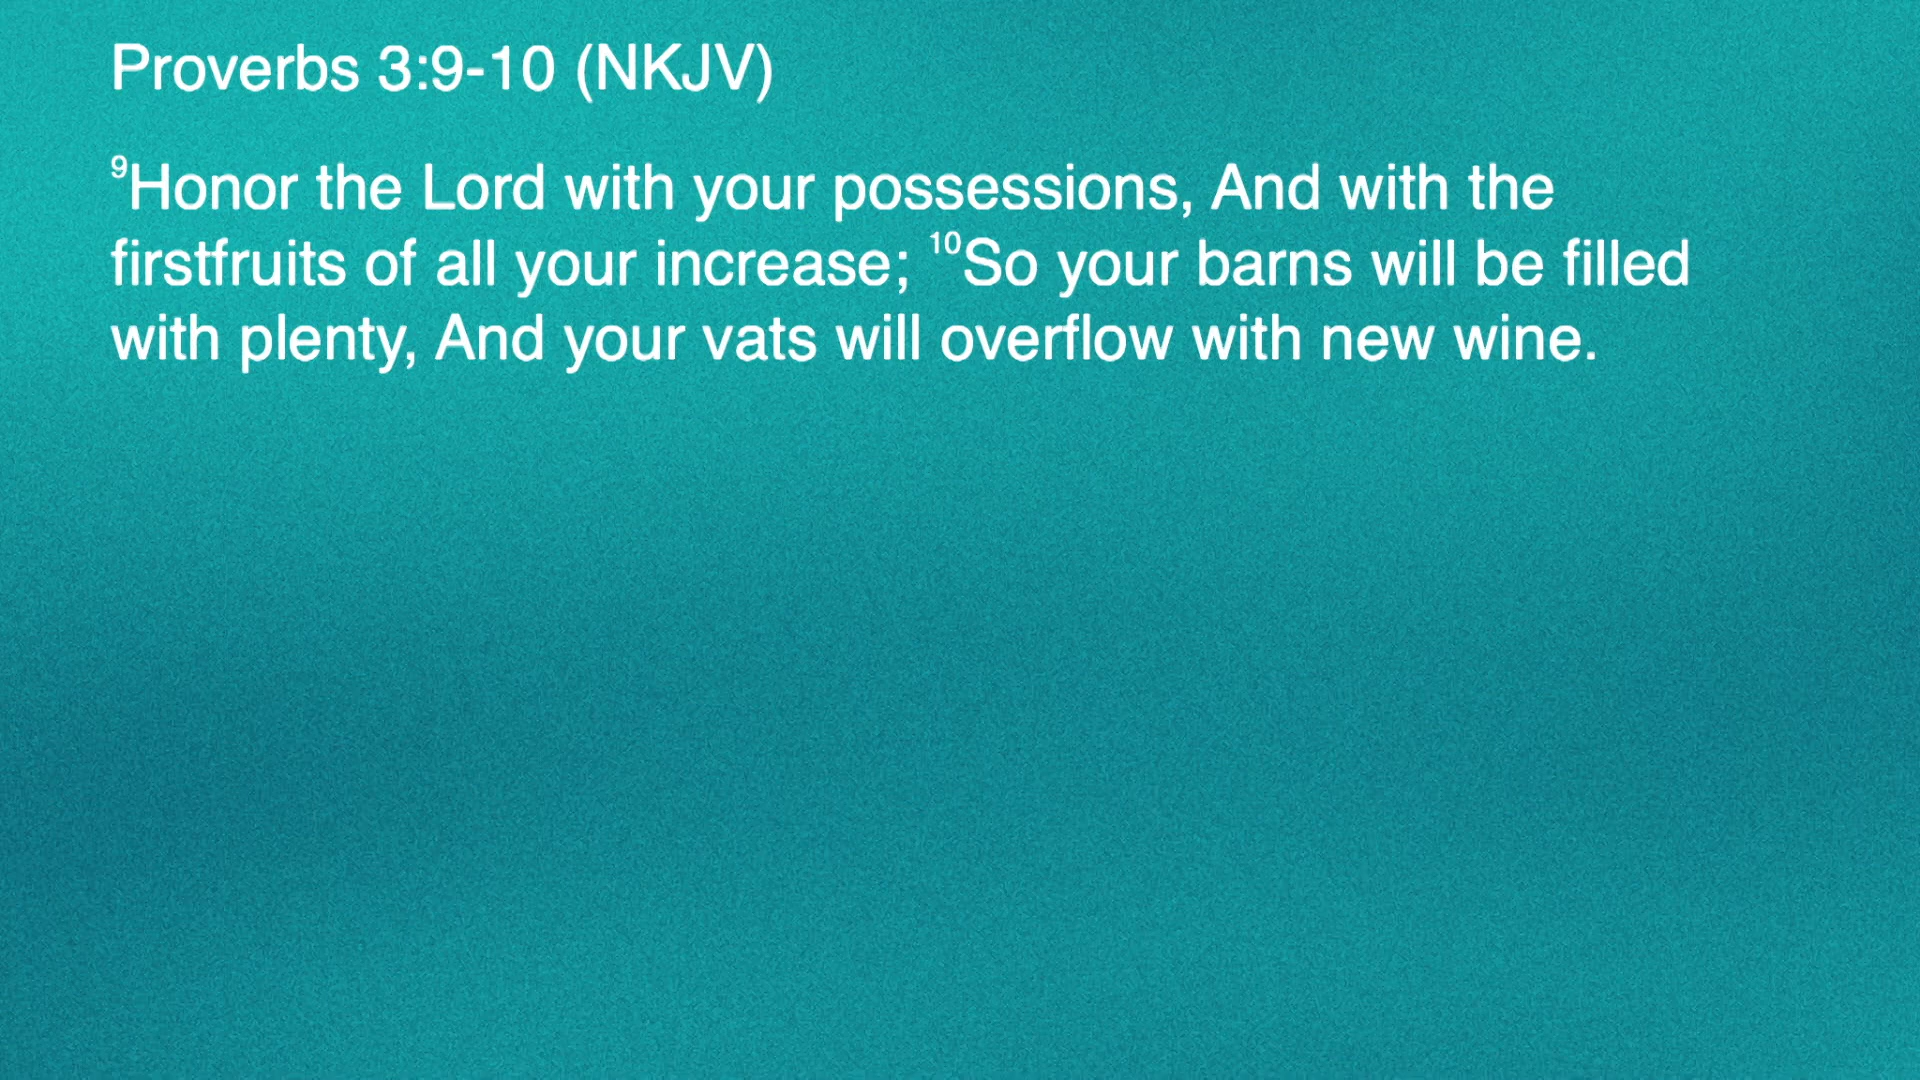 Proverbs 3:9-10 (NKJV)
⁹Honor the Lord with your possessions, And with the
firstfruits of all your increase; ¹⁰So your barns will be filled
with plenty, And your vats will overflow with new wine.